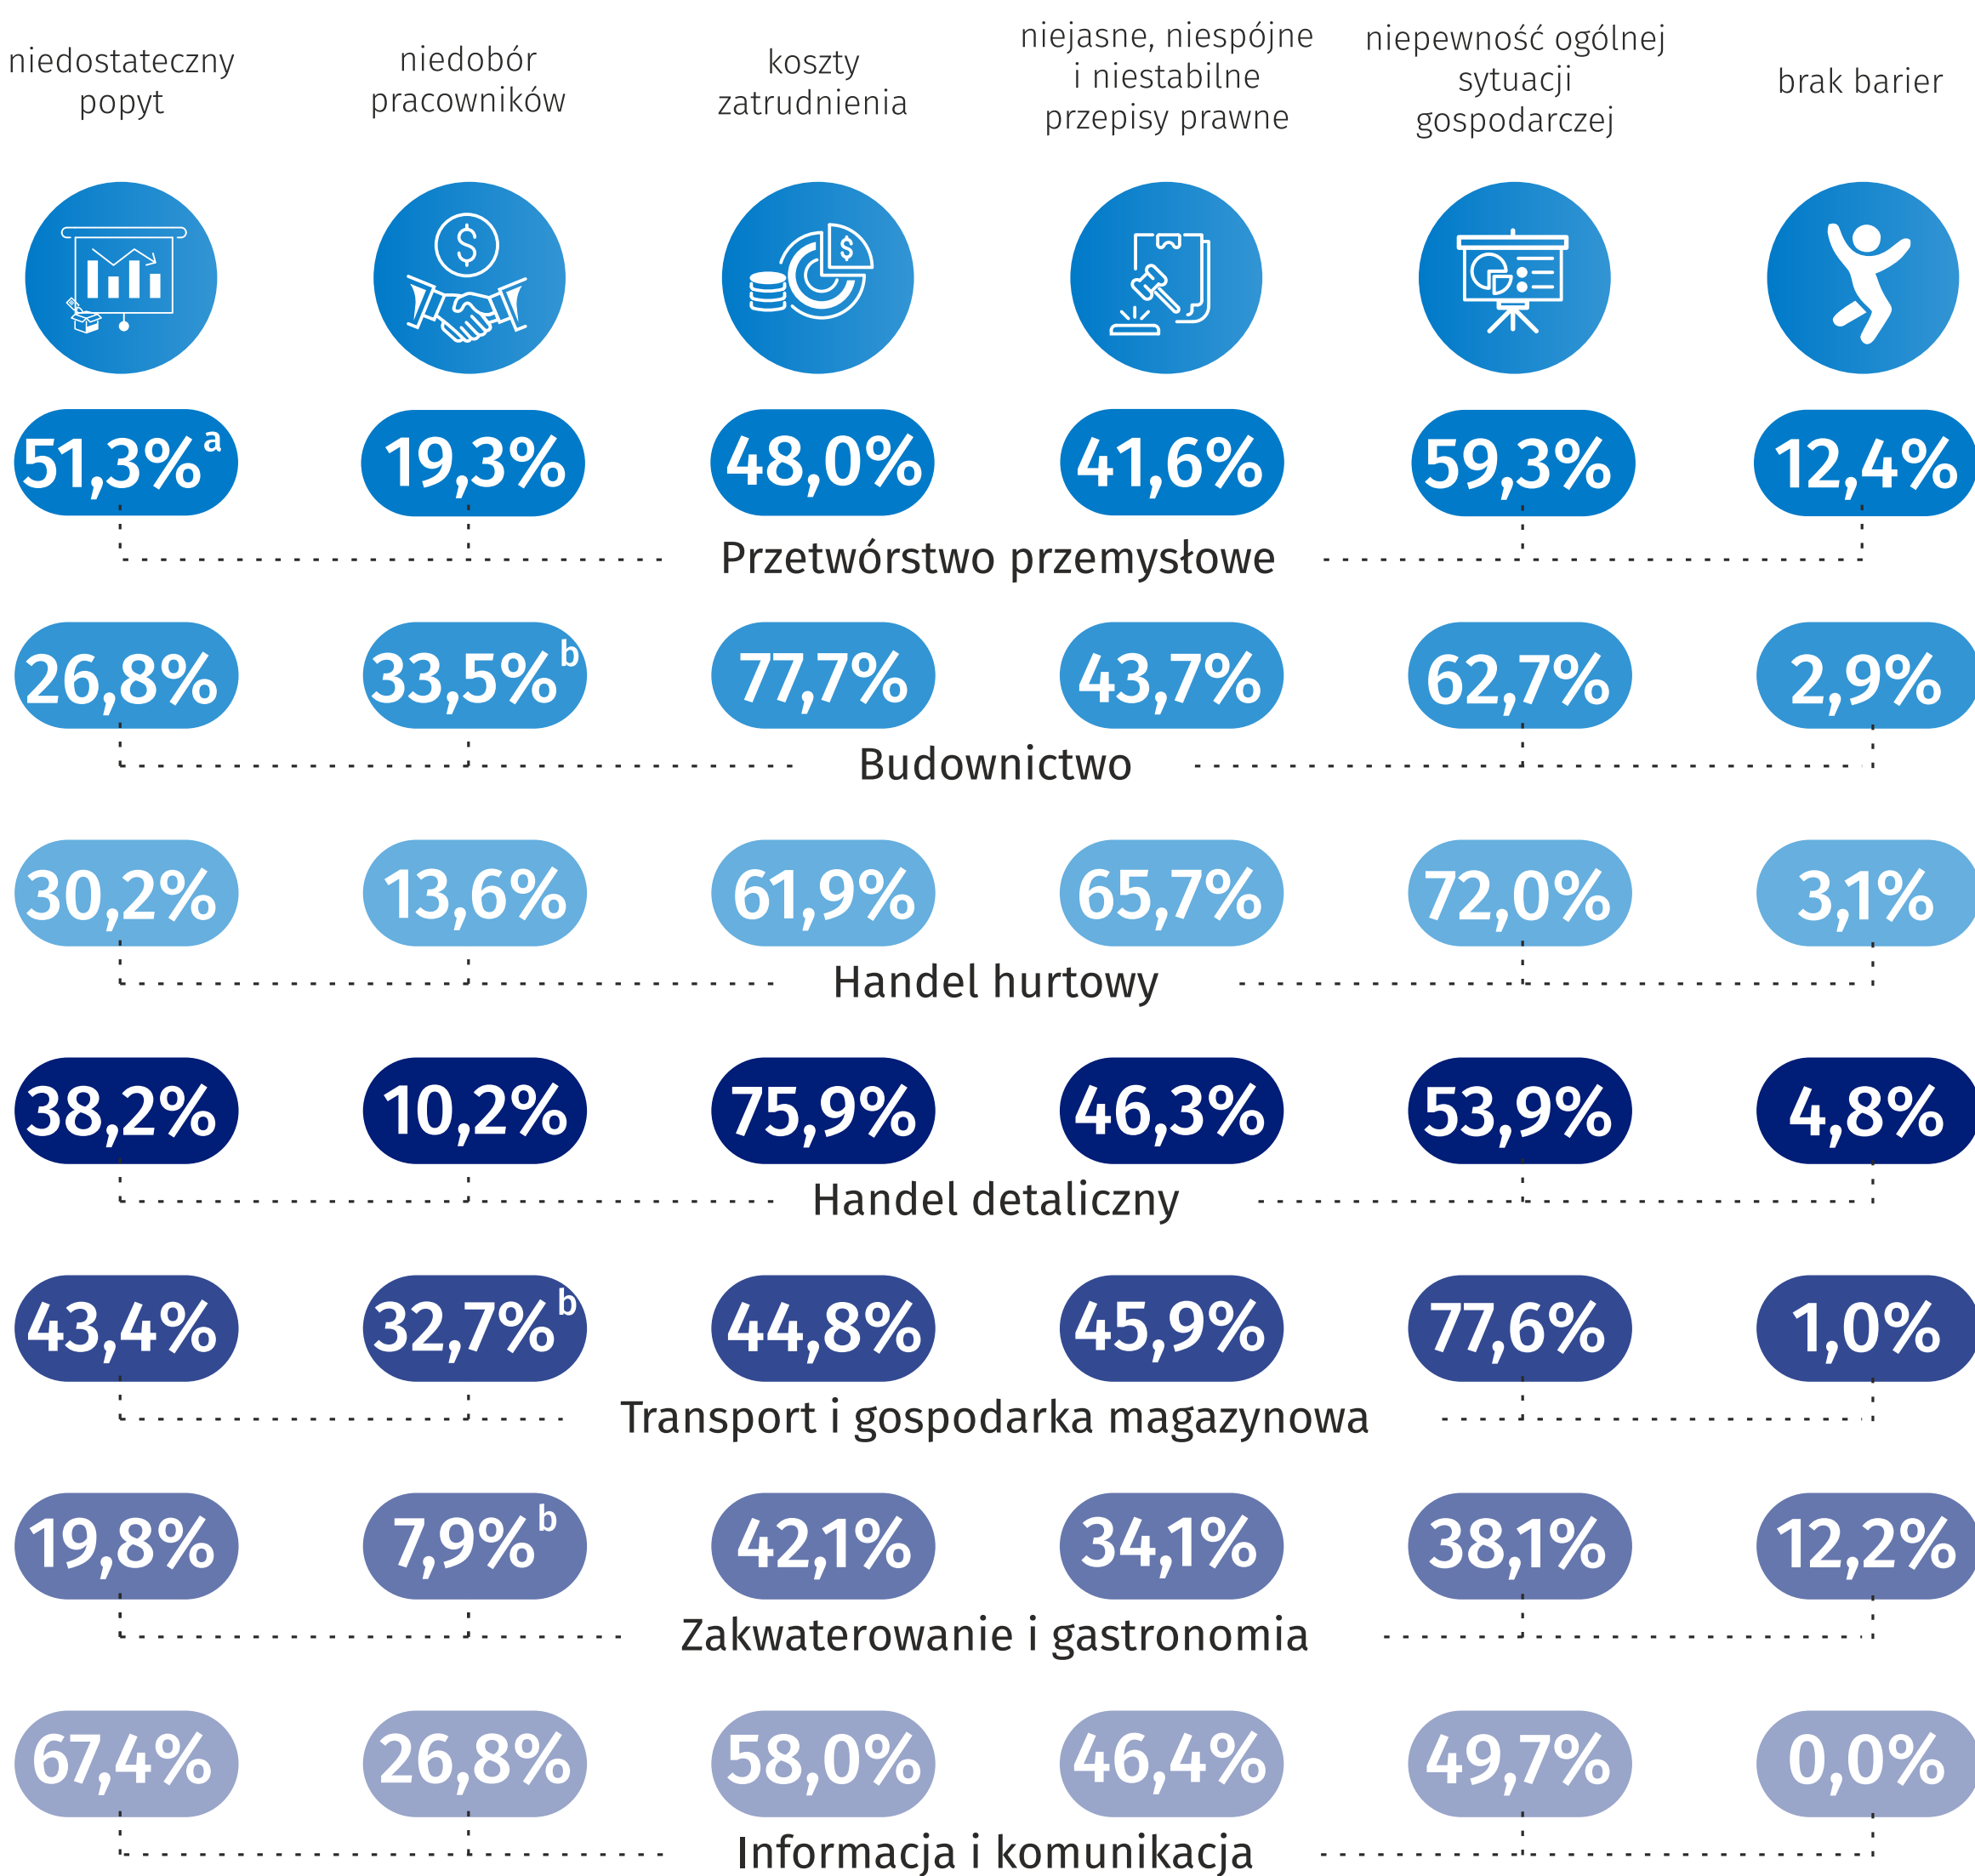 niedostateczny
popyt
niedobór
pracowników
koszty
zatrudnienia
niejasne, niespójne
i niestabilne
przepisy prawne
niepewność ogólnej
sytuacji
gospodarczej
brak barier
$
$
51,3%a 19,3% 48,0% 41,6% 59,3% 12,4%
Przetwórstwo przemysłowe
26,8% 33,5%b 77,7% 43,7% 62,7% 2,9%
Budownictwo
30,2% 13,6% 61,9% 65,7% 72,0% 3,1%
Handel hurtowy
38,2% 10,2% 75,9% 46,3% 53,9% 4,8%
Handel detaliczny
43,4% 32,7%b 44,8% 45,9% 77,6% 1,0%
Transport i gospodarka magazynowa
19,8% 7,9%b 42,1% 34,1% 38,1% 12,2%
Zakwaterowanie i gastronomia
67,4% 26,8% 58,0% 46,4% 49,7% 0,0%
Informacja i komunikacja